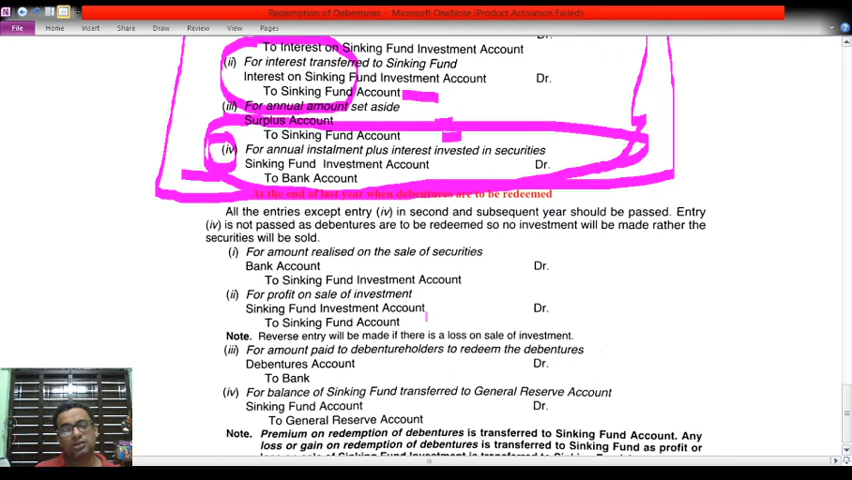 Redemption of Debentures - Microsoft OneNote (Product Activation Failed)
File Home Insert Share Draw History Review View
Dr.
To Interest on Sinking Fund Investment Account
(ii) For interest transferred to Sinking Fund
Interest on Sinking Fund Investment Account Dr.
To Sinking Fund Account
(iii) For annual amount set aside
Surplus Account
To Sinking Fund Account
(iv) For annual instalment plus interest invested in securities
Sinking Fund Investment Account Dr.
To Bank Account
At the end of last year when debentures are to be redeemed
All the entries except entry (iv) in second and subsequent year should be passed. Entry
(iv) is not passed as debentures are to be redeemed so no investment will be made rather the
securities will be sold.
(i) For amount realised on the sale of securities
Bank Account Dr.
To Sinking Fund Investment Account
(ii) For profit on sale of investment
Sinking Fund Investment Account Dr.
To Sinking Fund Account
Note. Reverse entry will be made if there is a loss on sale of investment.
(iii) For amount paid to debentureholders to redeem the debentures
Debentures Account Dr.
To Bank
(iv) For balance of Sinking Fund transferred to General Reserve Account
Sinking Fund Account Dr.
To General Reserve Account
Note. Premium on redemption of debentures is transferred to Sinking Fund Account. Any
loss or gain on redemption of debentures is transferred to Sinking Fund as profit or